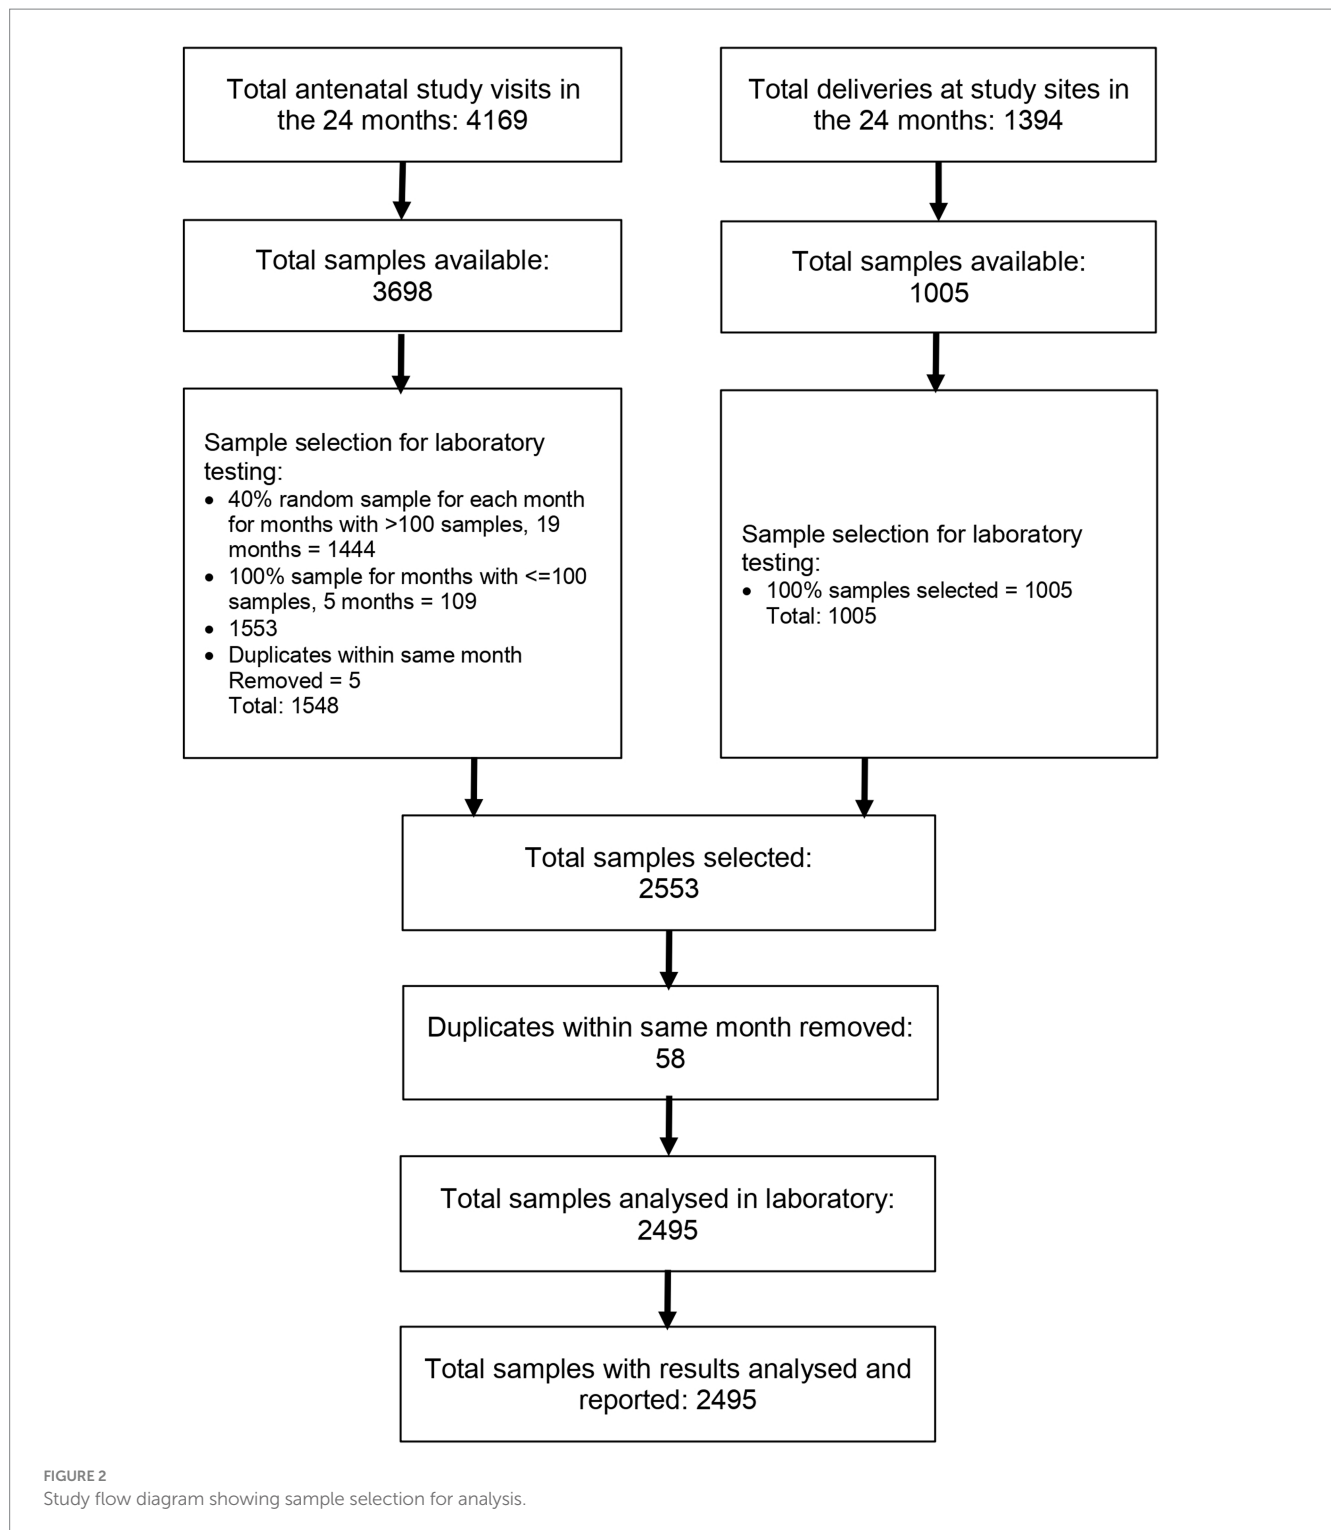 Total antenatal study visits in
the 24 months: 4169
Total deliveries at study sites in
the 24 months: 1394
Total samples available:
3698
Total samples available:
1005
Sample selection for laboratory
testing:
• 40% random sample for each month
for months with >100 samples, 19
months = 1444
• 100% sample for months with <=100
samples, 5 months = 109
• 1553
• Duplicates within same month
Removed = 5
Total: 1548
Sample selection for laboratory
testing:
• 100% samples selected = 1005
Total: 1005
Total samples selected:
2553
Duplicates within same month removed:
58
Total samples analysed in laboratory:
2495
Total samples with results analysed and
reported: 2495
FIGURE 2
Study flow diagram showing sample selection for analysis.